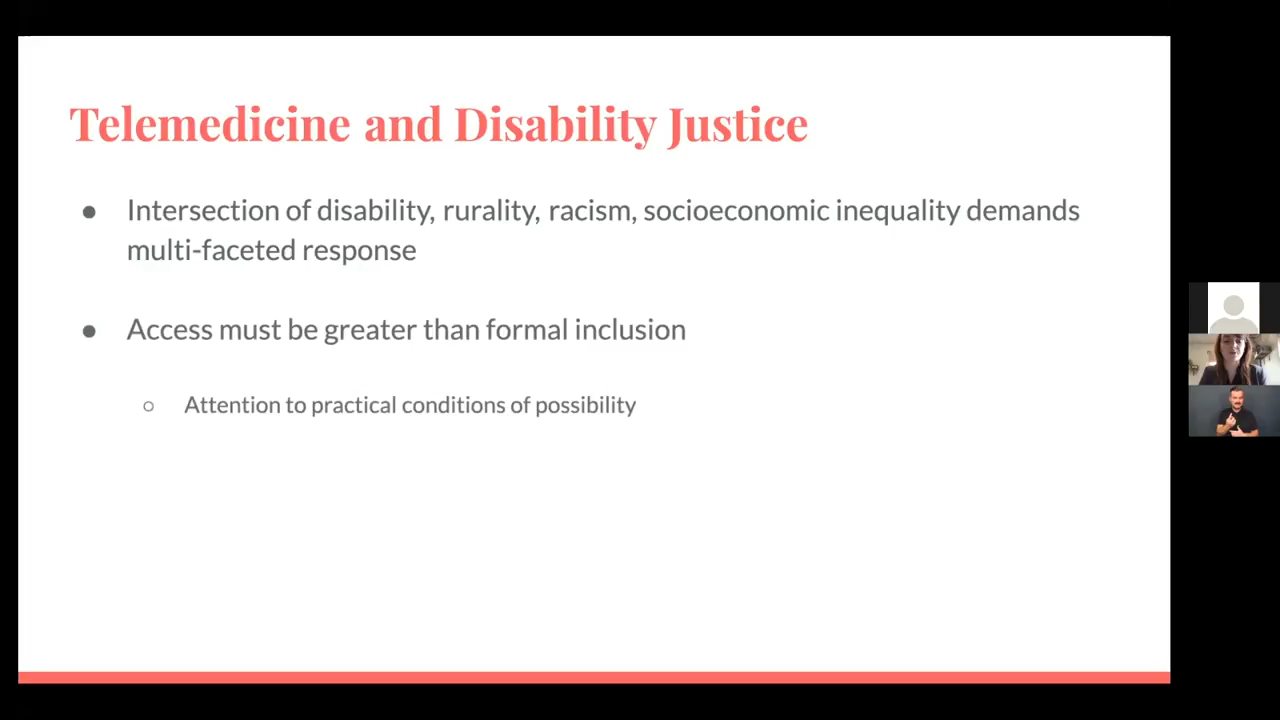 Telemedicine and Disability Justice
● Intersection of disability, rurality, racism, socioeconomic inequality demands
multi-faceted response
● Access must be greater than formal inclusion
○ Attention to practical conditions of possibility